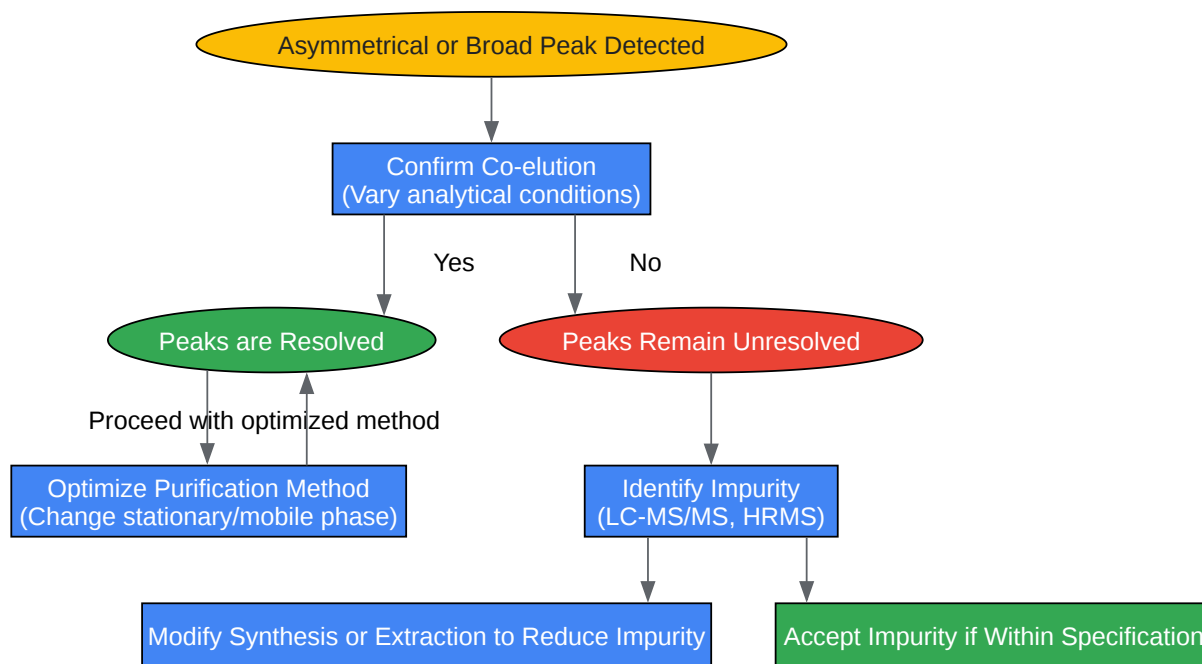 Asymmetrical or Broad Peak Detected
Confirm Co-elution
(Vary analytical conditions)
Yes
No
Peaks are Resolved
Peaks Remain Unresolved
Proceed with optimized method
Optimize Purification Method
(Change stationary/mobile phase)
Identify Impurity
(LC-MS/MS, HRMS)
Modify Synthesis or Extraction to Reduce Impurity
Accept Impurity if Within Specification